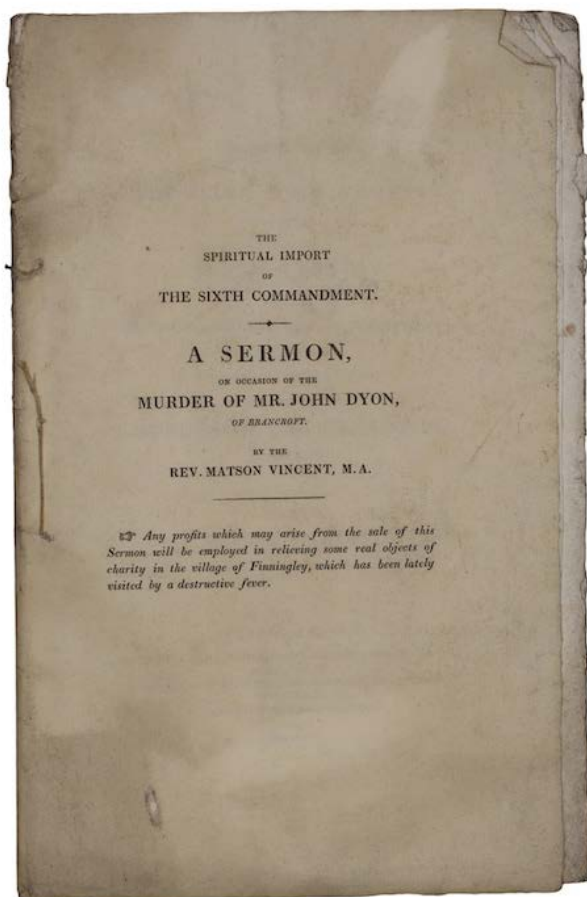 THE
SPIRITUAL IMPORT
OF
THE SIXTH COMMANDMENT.
A SERMON,
ON OCCASION OF THE
MURDER OF MR. JOHN DYON,
OF BRANCROFT.
BY THE
REV. MATSON VINCENT, M.A.
☞ Any profits which may arise from the sale of this
Sermon will be employed in relieving some real objects of
charity in the village of Finningley, which has been lately
visited by a destructive fever.